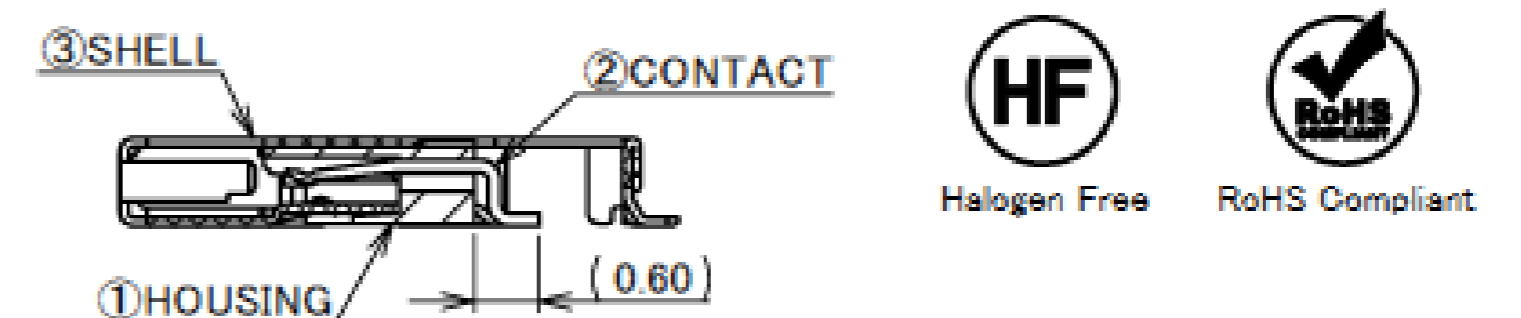 ③SHELL
②CONTACT
①HOUSING
( 0.60 )
HF
Halogen Free
RoHS
COMPLIANT
RoHS Compliant